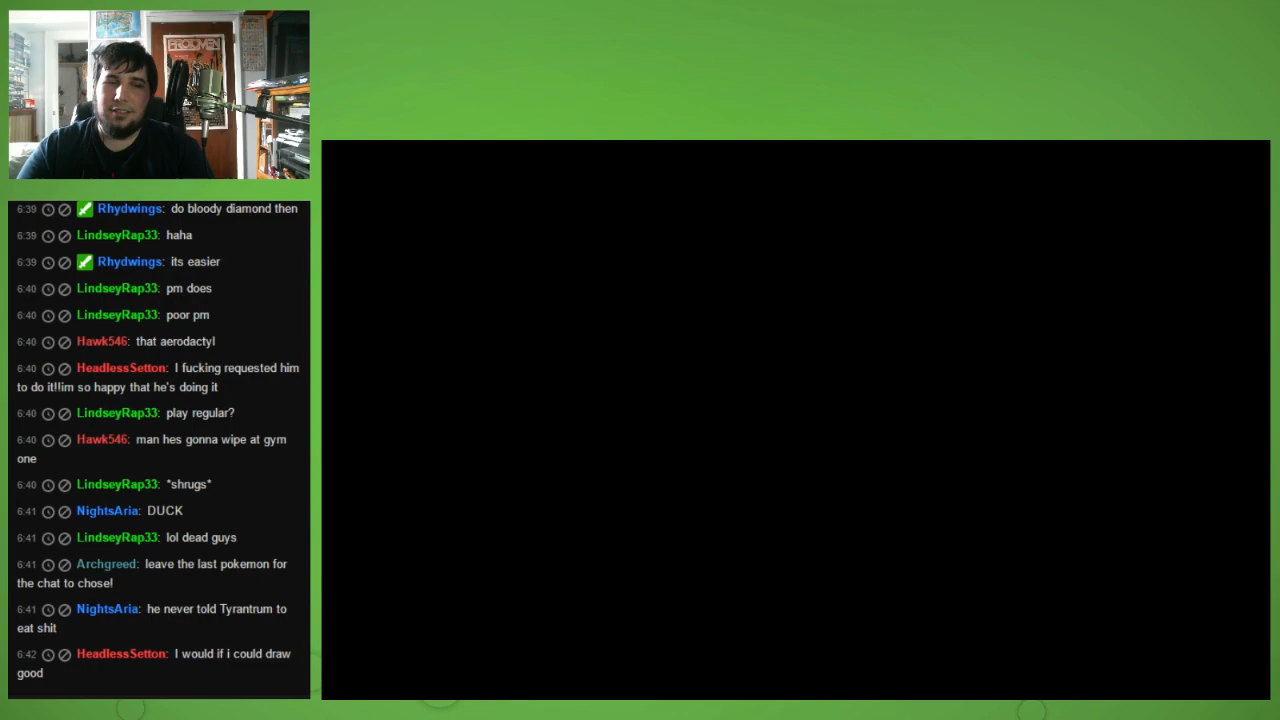 PROTOMEN
6:39 Rhydwings: do bloody diamond then
6:39 LindseyRap33: haha
6:39 Rhydwings: its easier
6:40 LindseyRap33: pm does
6:40 LindseyRap33: poor pm
6:40 Hawk546: that aerodactyl
6:40 HeadlessSetton: I fucking requested him
to do it!!im so happy that he's doing it
6:40 LindseyRap33: play regular?
6:40 Hawk546: man hes gonna wipe at gym
one
6:40 LindseyRap33: *shrugs*
6:41 NightsAria: DUCK
6:41 LindseyRap33: lol dead guys
6:41 Archgreed: leave the last pokemon for
the chat to chose!
6:41 NightsAria: he never told Tyrantrum to
eat shit
6:42 HeadlessSetton: I would if i could draw
good